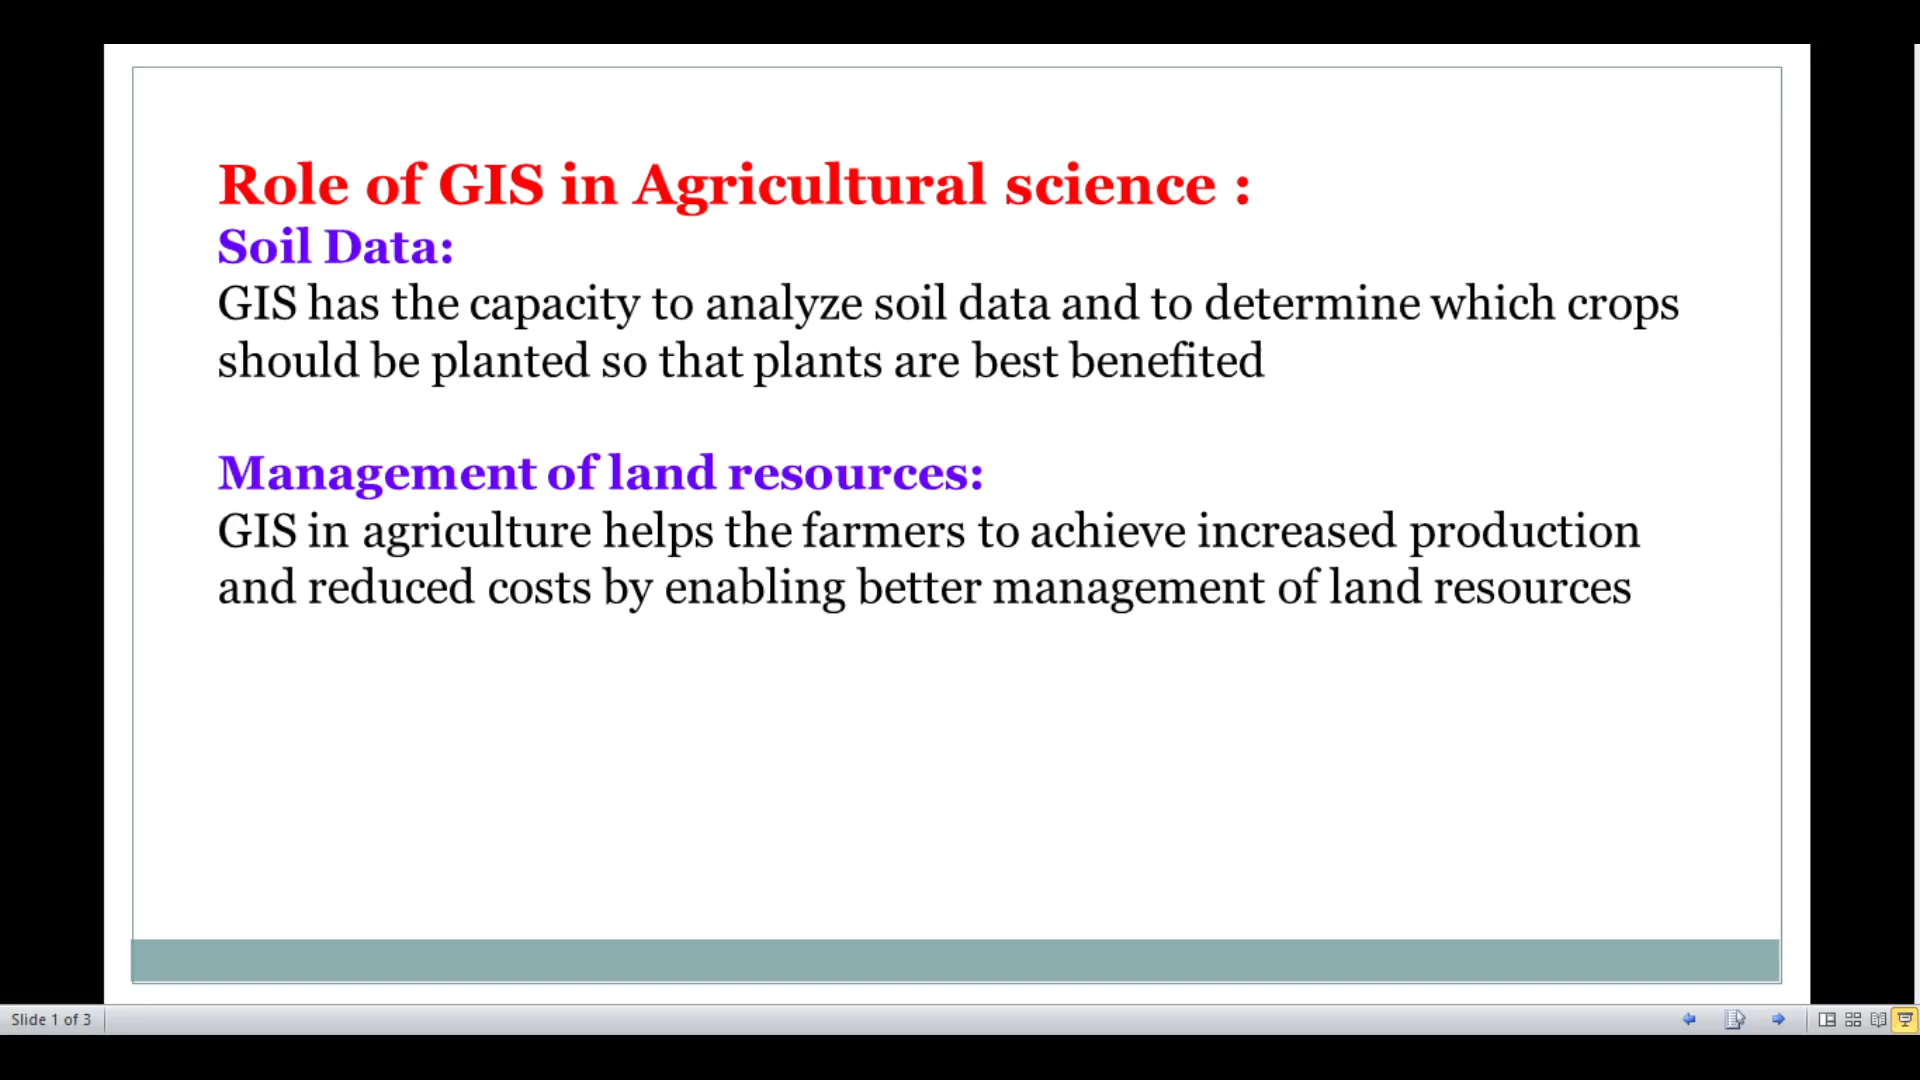 Role of GIS in Agricultural science :
Soil Data:
GIS has the capacity to analyze soil data and to determine which crops
should be planted so that plants are best benefited
Management of land resources:
GIS in agriculture helps the farmers to achieve increased production
and reduced costs by enabling better management of land resources
Slide 1 of 3